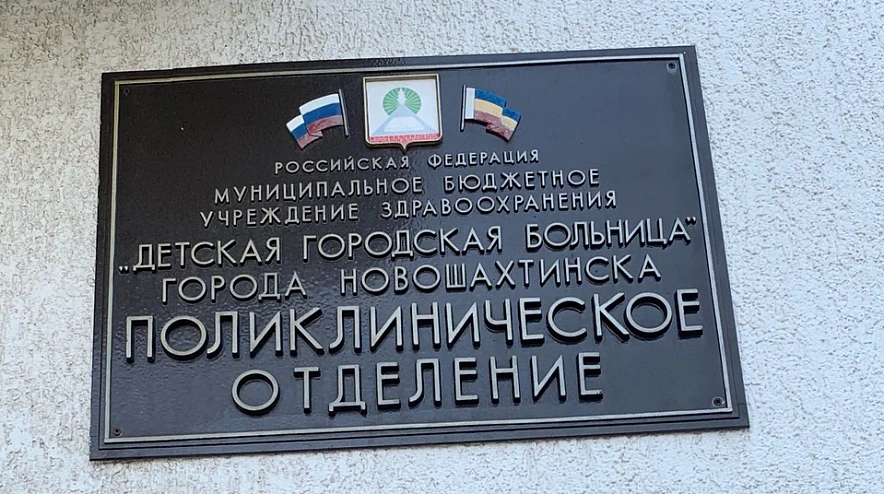 РОССИЙСКАЯ ФЕДЕРАЦИЯ
МУНИЦИПАЛЬНОЕ БЮДЖЕТНОЕ
УЧРЕЖДЕНИЕ ЗДРАВООХРАНЕНИЯ
„ДЕТСКАЯ ГОРОДСКАЯ БОЛЬНИЦА”
ГОРОДА НОВОШАХТИНСКА
ПОЛИКЛИНИЧЕСКОЕ
ОТДЕЛЕНИЕ